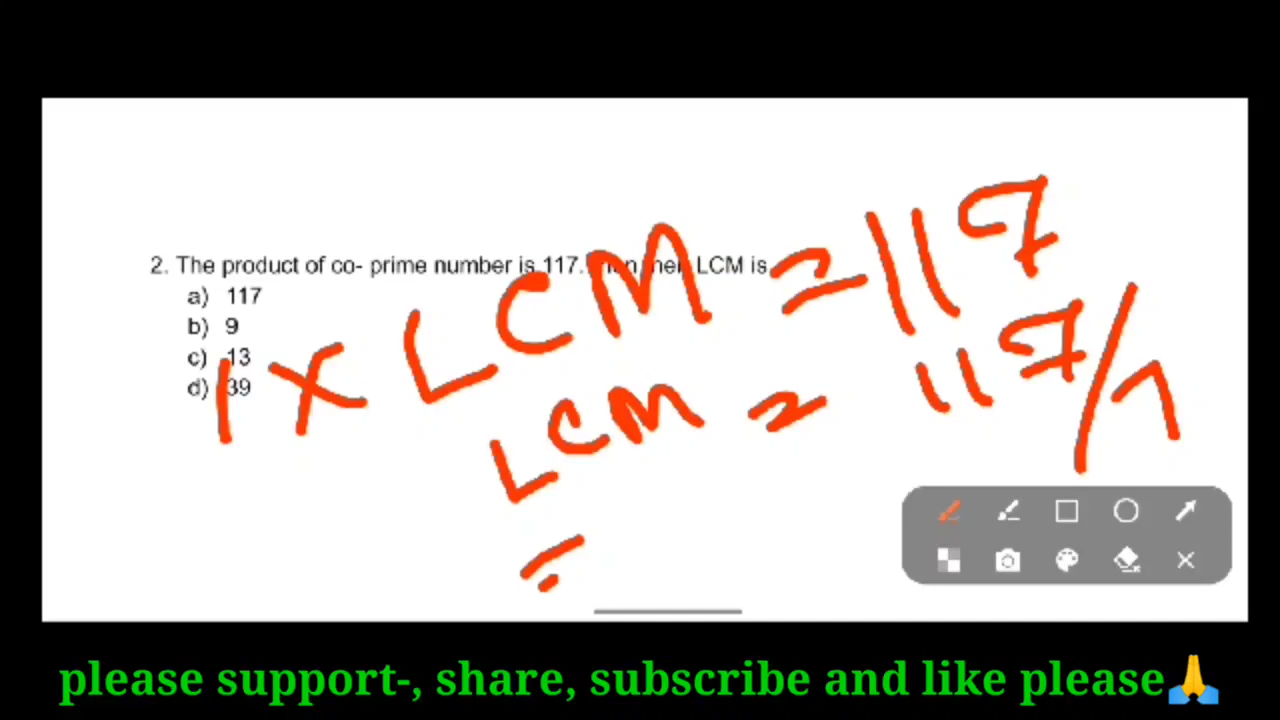 2. The product of co- prime number is 117. Then their LCM is
a) 117
b) 9
c) 13
d) 39
1 X LCM = 117
LCM = 117/1
=
please support-, share, subscribe and like please🙏